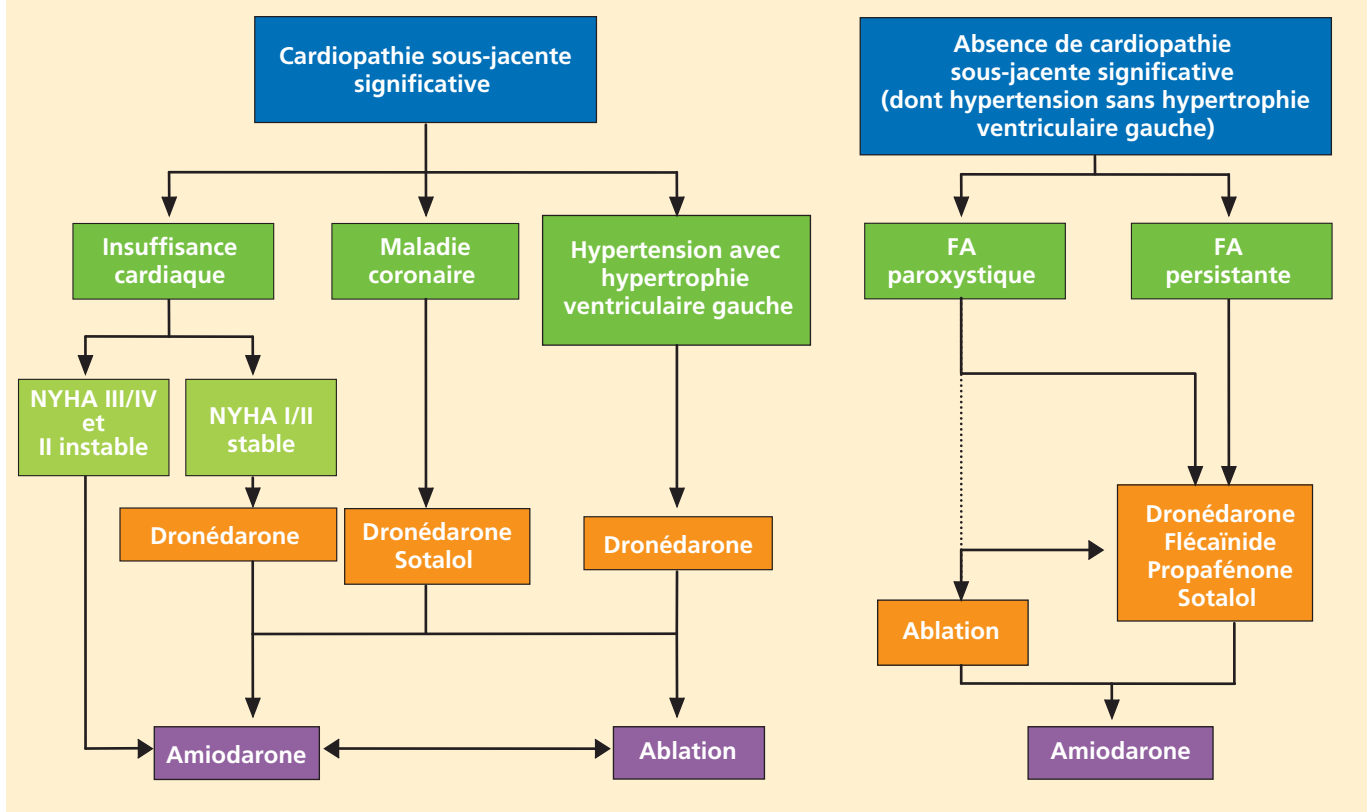 Cardiopathie sous-jacente
significative
Absence de cardiopathie
sous-jacente significative
(dont hypertension sans hypertrophie
ventriculaire gauche)
Insuffisance
cardiaque
Maladie
coronaire
Hypertension avec
hypertrophie
ventriculaire gauche
FA
paroxystique
FA
persistante
NYHA III/IV
et
II instable
NYHA I/II
stable
Dronédarone
Dronédarone
Sotalol
Dronédarone
Dronédarone
Flécaïnide
Propafénone
Sotalol
Ablation
Amiodarone
Ablation
Amiodarone